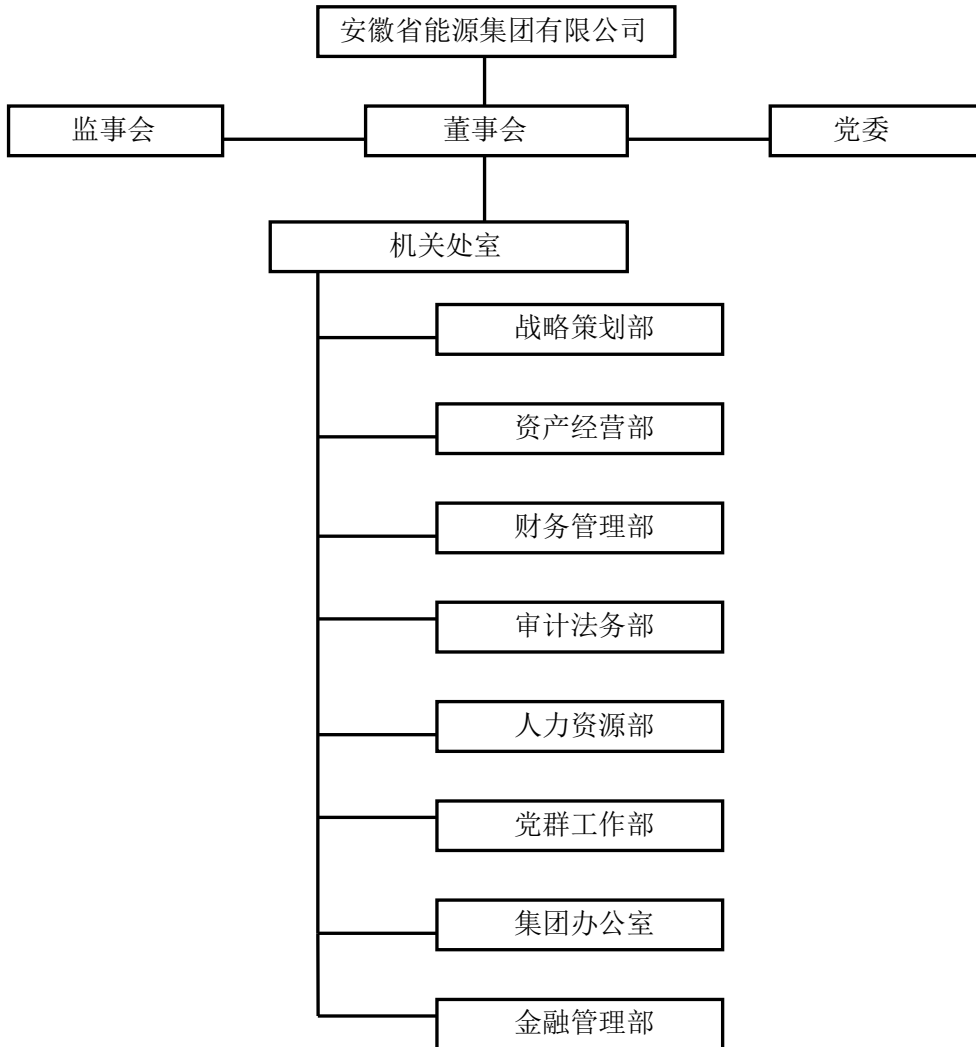 安徽省能源集团有限公司
监事会
董事会
党委
机关处室
战略策划部
资产经营部
财务管理部
审计法务部
人力资源部
党群工作部
集团办公室
金融管理部